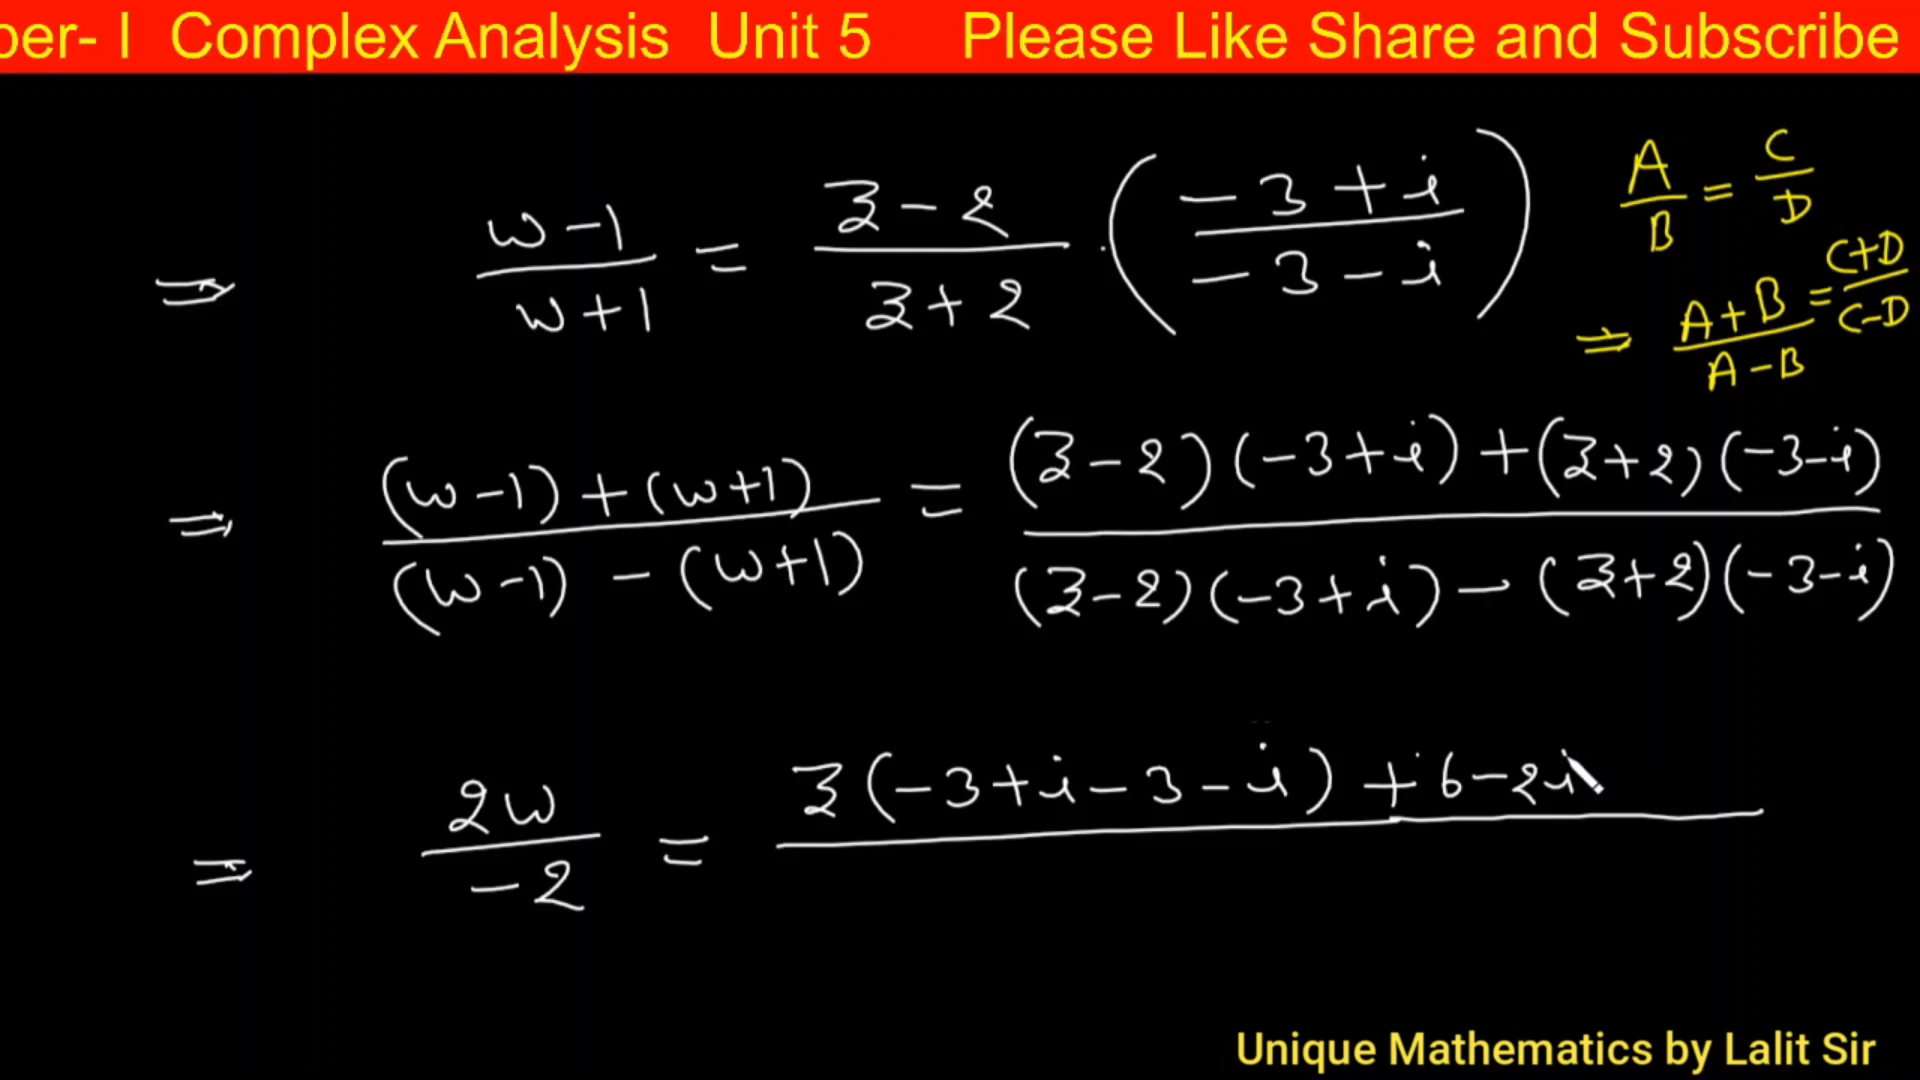 per- I Complex Analysis Unit 5 Please Like Share and Subscribe
⇒ (w-1)/(w+1) = (z-2)/(z+2) · ((-3+i)/(-3-i))
A/B = C/D
⇒ (A+B)/(A-B) = (C+D)/(C-D)
⇒ ((w-1)+(w+1))/((w-1)-(w+1)) = ((z-2)(-3+i)+(z+2)(-3-i))/((z-2)(-3+i)-(z+2)(-3-i))
⇒ 2w/-2 = z(-3+i-3-i)+6-2i
Unique Mathematics by Lalit Sir